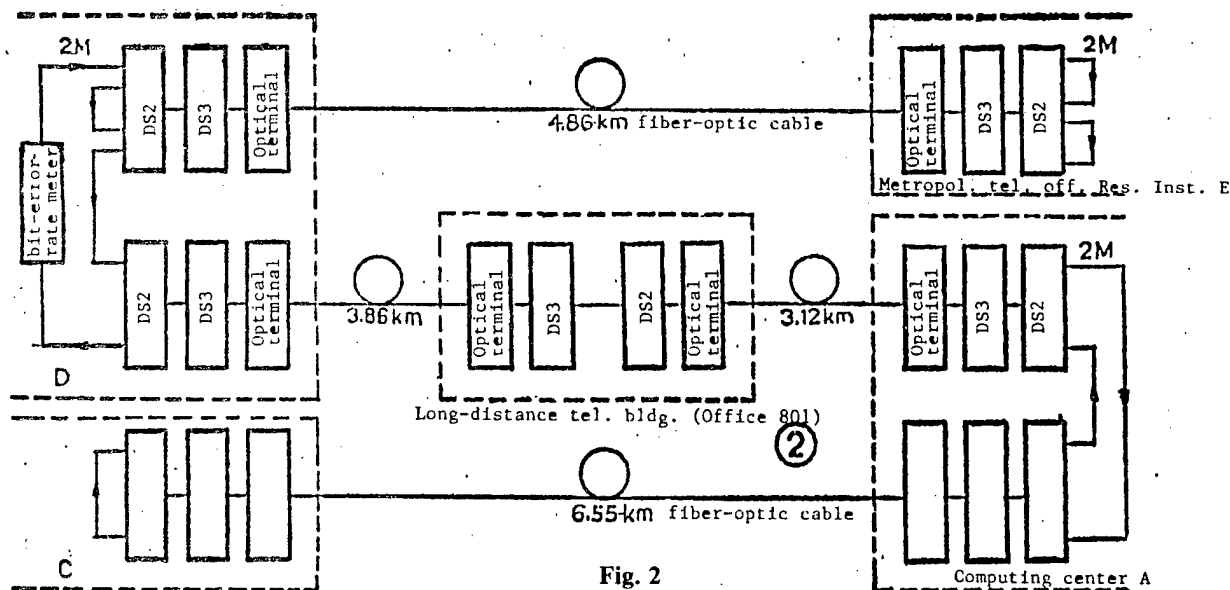 2M
DS2
DS3
Optical terminal
4.86 km fiber-optic cable
Optical terminal
DS3
DS2
2M
Metropol. tel. off. Res. Inst. E
bit-error-rate meter
DS2
DS3
Optical terminal
3.86 km
Optical terminal
DS3
DS2
Optical terminal
3.12 km
Optical terminal
DS3
DS2
2M
D
Long-distance tel. bldg. (Office 801)
2
6.55 km fiber-optic cable
C
Fig. 2
Computing center A